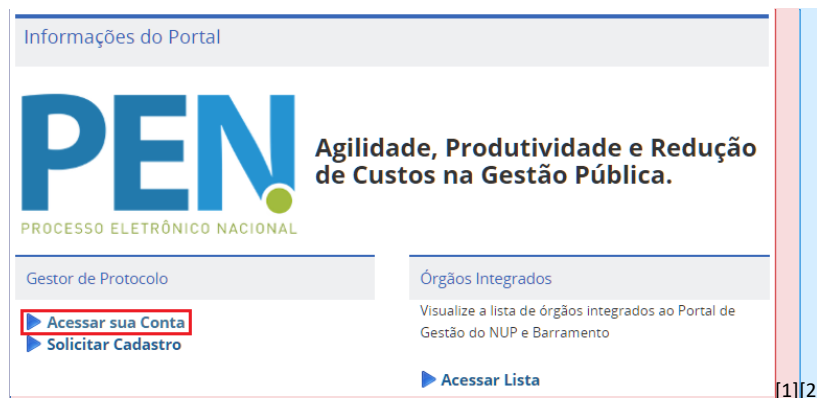 Informações do Portal
PEN
PROCESSO ELETRÔNICO NACIONAL
Agilidade, Produtividade e Redução
de Custos na Gestão Pública.
Gestor de Protocolo
Acessar sua Conta
Solicitar Cadastro
Órgãos Integrados
Visualize a lista de órgãos integrados ao Portal de
Gestão do NUP e Barramento
Acessar Lista
[1][2